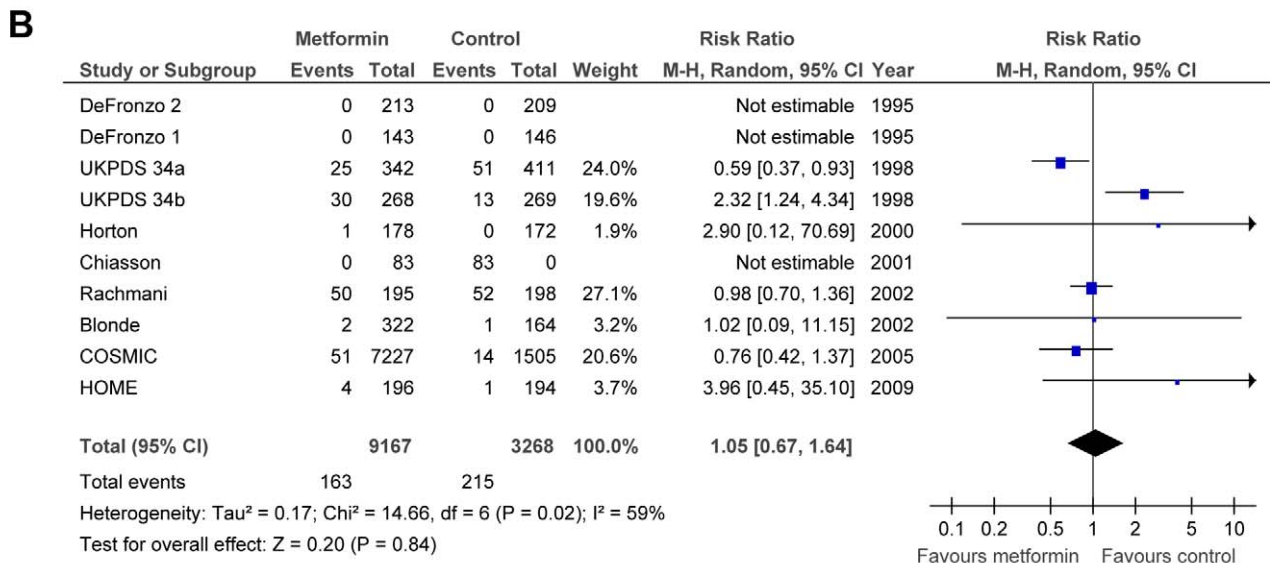 B
Metformin Control Risk Ratio Risk Ratio
Study or Subgroup Events Total Events Total Weight M-H, Random, 95% CI Year M-H, Random, 95% CI
DeFronzo 2 0 213 0 209 Not estimable 1995
DeFronzo 1 0 143 0 146 Not estimable 1995
UKPDS 34a 25 342 51 411 24.0% 0.59 [0.37, 0.93] 1998
UKPDS 34b 30 268 13 269 19.6% 2.32 [1.24, 4.34] 1998
Horton 1 178 0 172 1.9% 2.90 [0.12, 70.69] 2000
Chiasson 0 83 83 0 Not estimable 2001
Rachmani 50 195 52 198 27.1% 0.98 [0.70, 1.36] 2002
Blonde 2 322 1 164 3.2% 1.02 [0.09, 11.15] 2002
COSMIC 51 7227 14 1505 20.6% 0.76 [0.42, 1.37] 2005
HOME 4 196 1 194 3.7% 3.96 [0.45, 35.10] 2009
Total (95% CI) 9167 3268 100.0% 1.05 [0.67, 1.64]
Total events 163 215
Heterogeneity: Tau² = 0.17; Chi² = 14.66, df = 6 (P = 0.02); I² = 59%
Test for overall effect: Z = 0.20 (P = 0.84)
0.1 0.2 0.5 1 2 5 10
Favours metformin Favours control